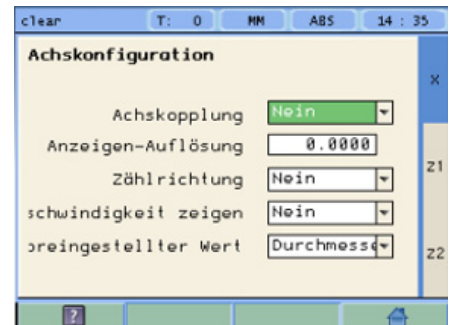 clear T: 0 MM ABS 14 : 35
Achskonfiguration
X
Achskopplung Nein
Anzeigen-Auflösung 0.0000
Zählrichtung Nein
Z1
schwindigkeit zeigen Nein
oreingestellter Wert Durchmesse
Z2
?